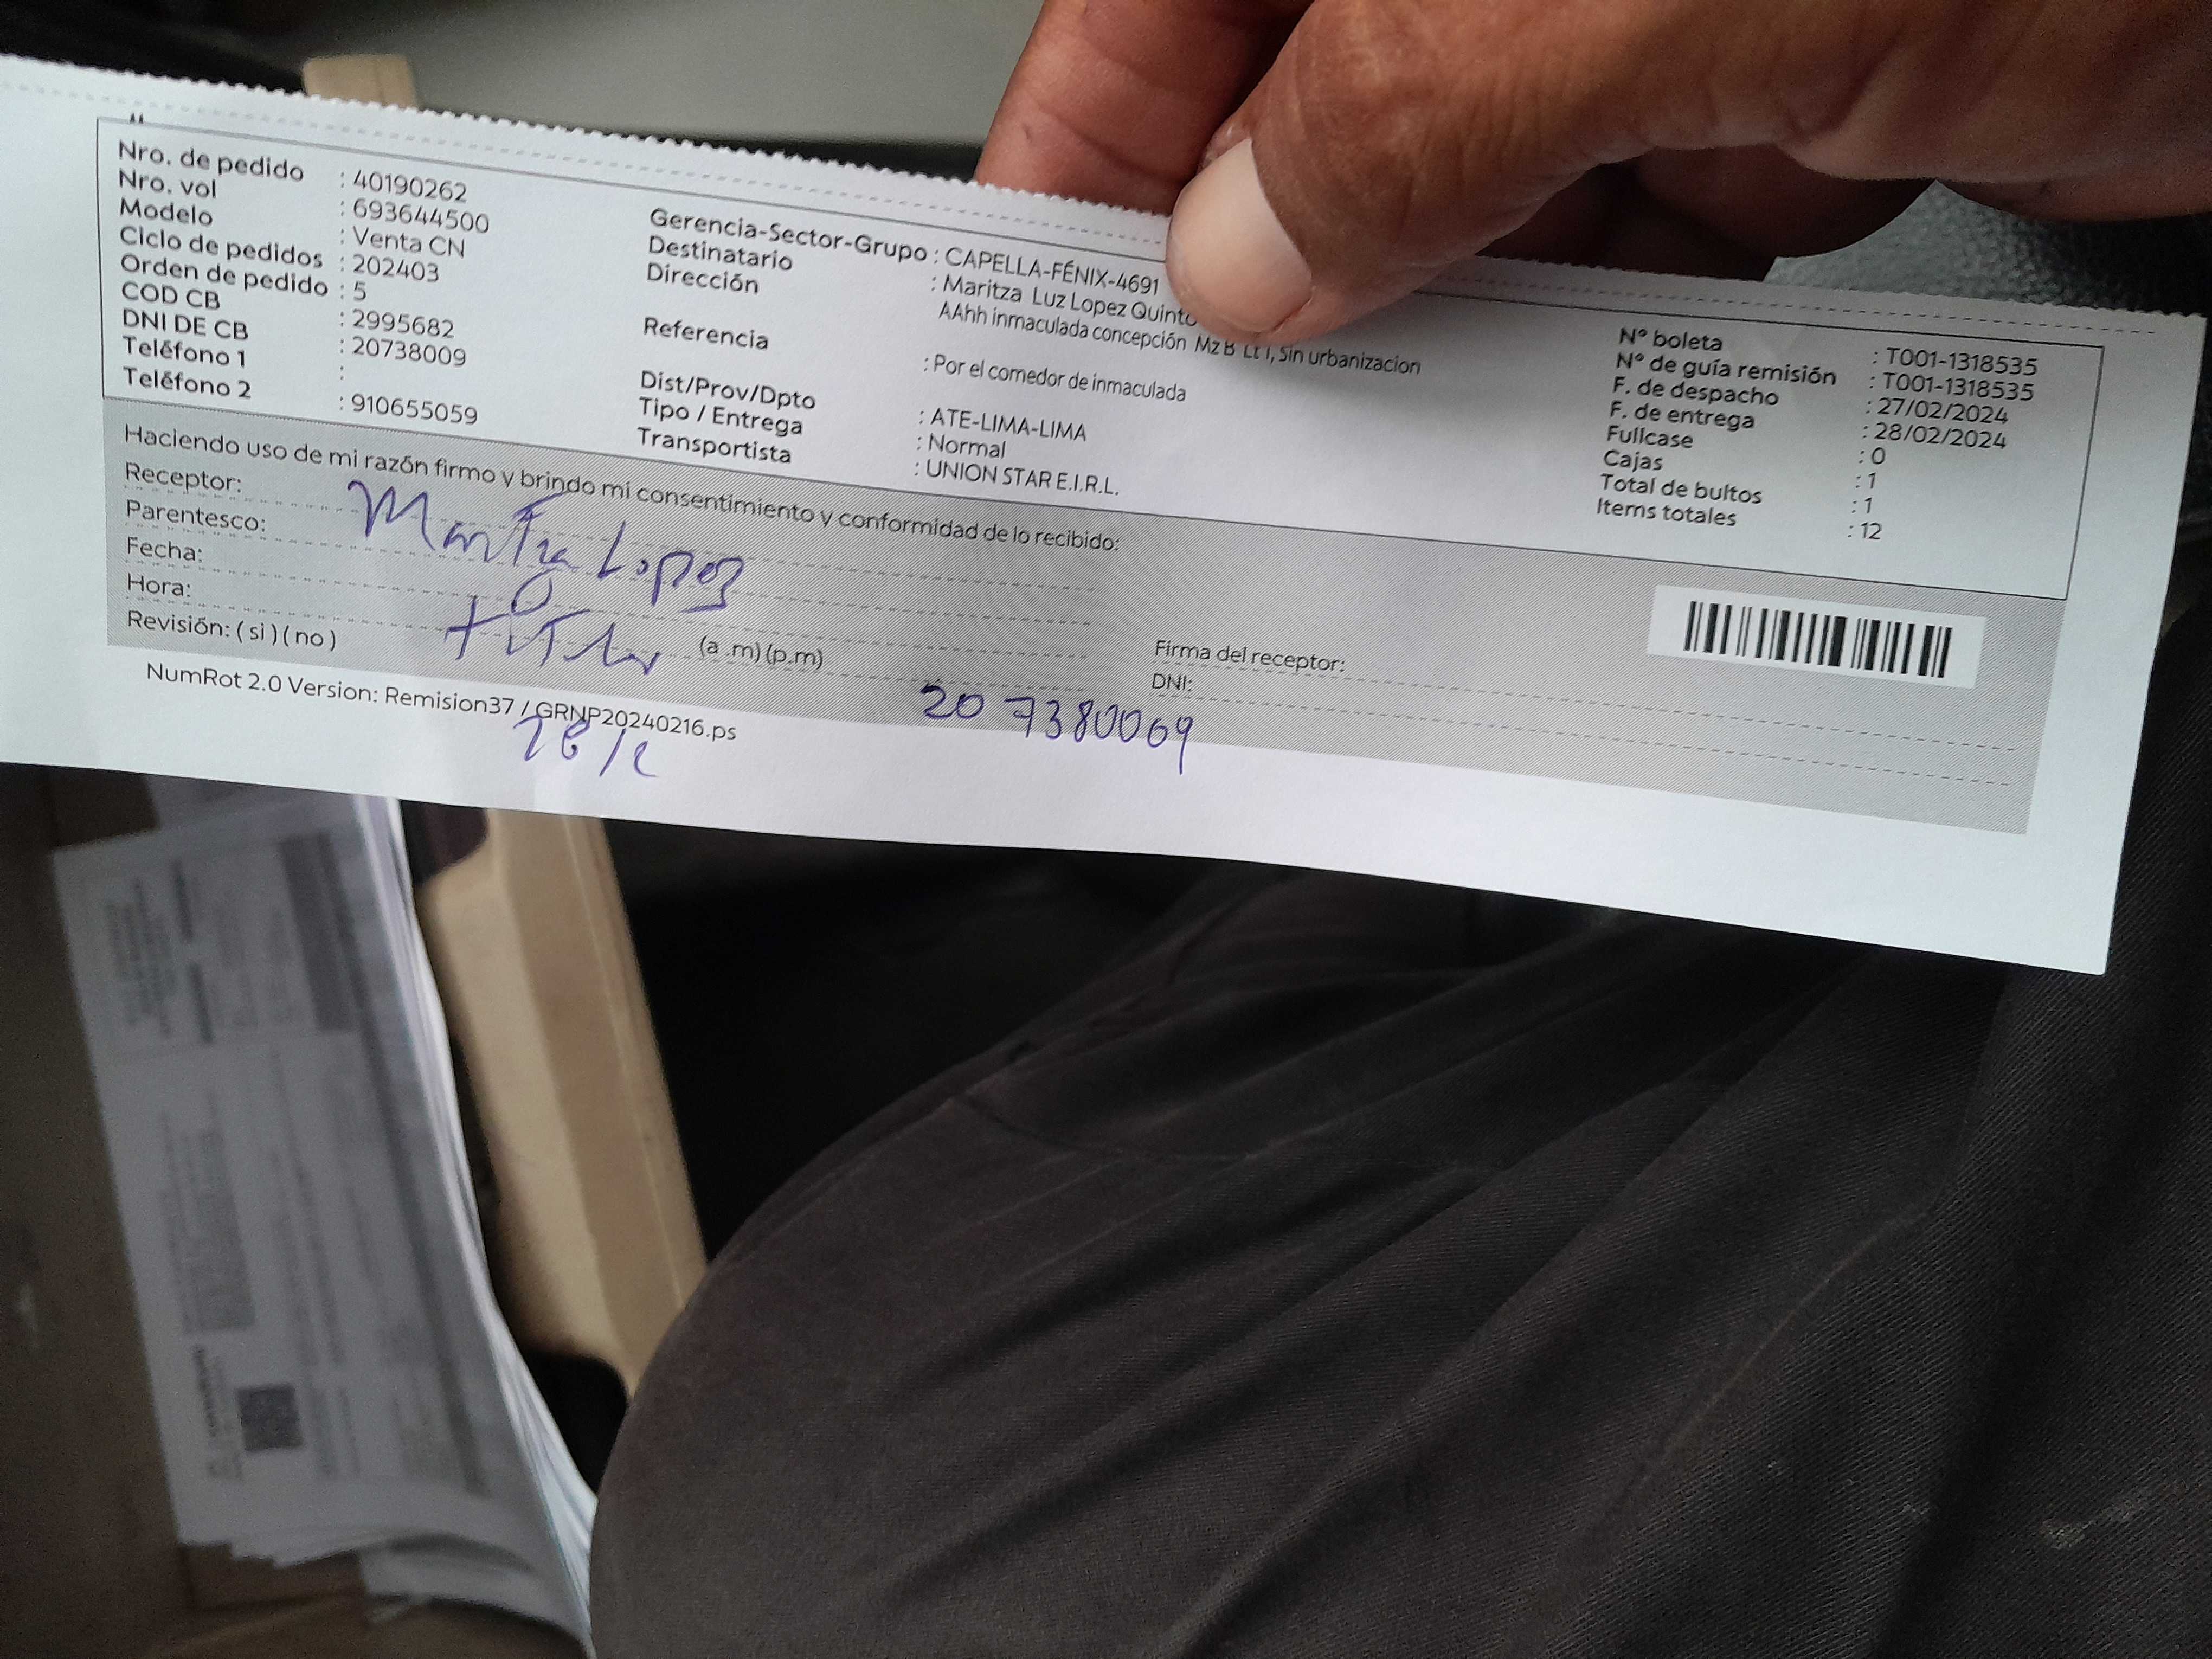 Nro. de pedido : 40190262
Nro. vol : 693644500
Modelo : Venta CN
Ciclo de pedidos : 202403
Orden de pedido : 5
COD CB : 2995682
DNI DE CB : 20738009
Teléfono 1 :
Teléfono 2 : 910655059
Gerencia-Sector-Grupo : CAPELLA-FÉNIX-4691
Destinatario : Maritza Luz Lopez Quinto
Dirección AAhh inmaculada concepción Mz B Lt 1, Sin urbanizacion
Referencia : Por el comedor de inmaculada
Dist/Prov/Dpto : ATE-LIMA-LIMA
Tipo / Entrega : Normal
Transportista : UNION STAR E.I.R.L.
N° boleta : T001-1318535
N° de guía remisión : T001-1318535
F. de despacho : 27/02/2024
F. de entrega : 28/02/2024
Fullcase : 0
Cajas : 1
Total de bultos : 1
Items totales : 12
Haciendo uso de mi razón firmo y brindo mi consentimiento y conformidad de lo recibido:
Receptor:
Parentesco: Lopez
Fecha:
Hora: (a .m) (p.m)
Revisión: ( si ) ( no )
Firma del receptor:
DNI:
20 7380069
NumRot 2.0 Version: Remision37 / GRNP20240216.ps